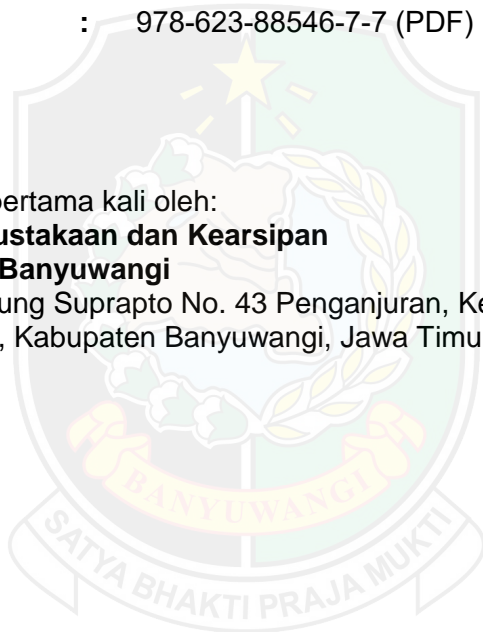 : 978-623-88546-7-7 (PDF)
pertama kali oleh:
ustakaan dan Kearsipan
Banyuwangi
ung Suprapto No. 43 Penganjuran, Ke
, Kabupaten Banyuwangi, Jawa Timu
BANYUWANGI
SATYA BHAKTI PRAJA MUKTI